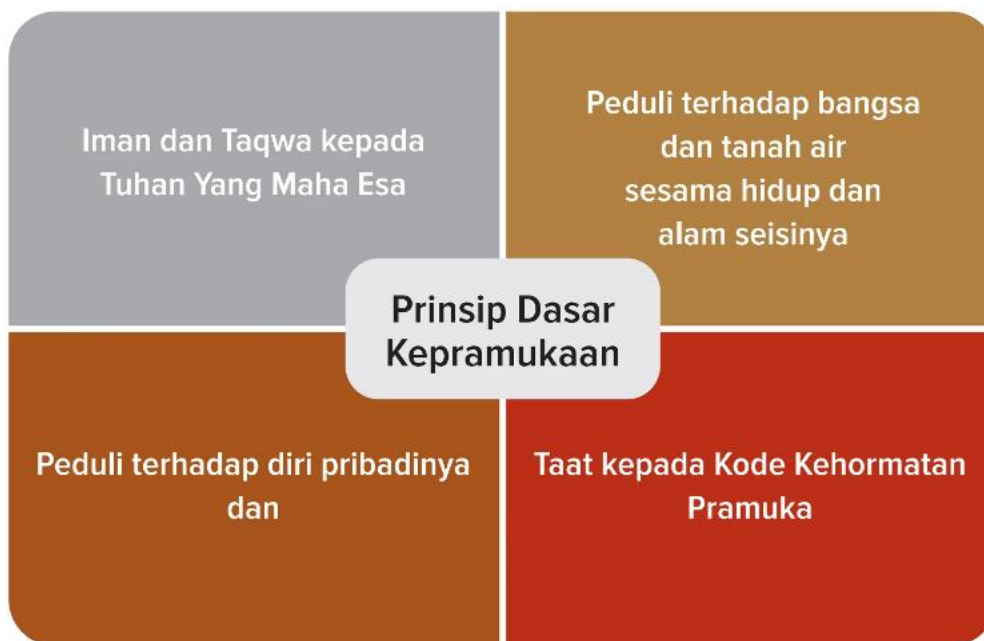 Iman dan Taqwa kepada
Tuhan Yang Maha Esa
Peduli terhadap bangsa
dan tanah air
sesama hidup dan
alam seisinya
Prinsip Dasar
Kepramukaan
Peduli terhadap diri pribadinya
dan
Taat kepada Kode Kehormatan
Pramuka